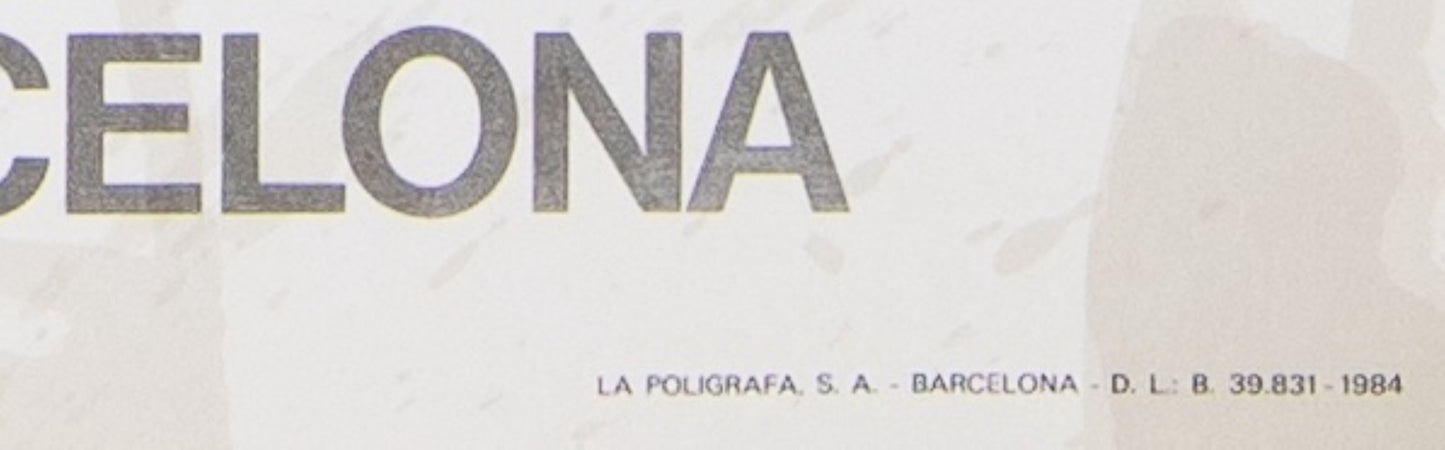 CELONA
LA POLIGRAFA, S. A. - BARCELONA - D. L.: B. 39.831 - 1984